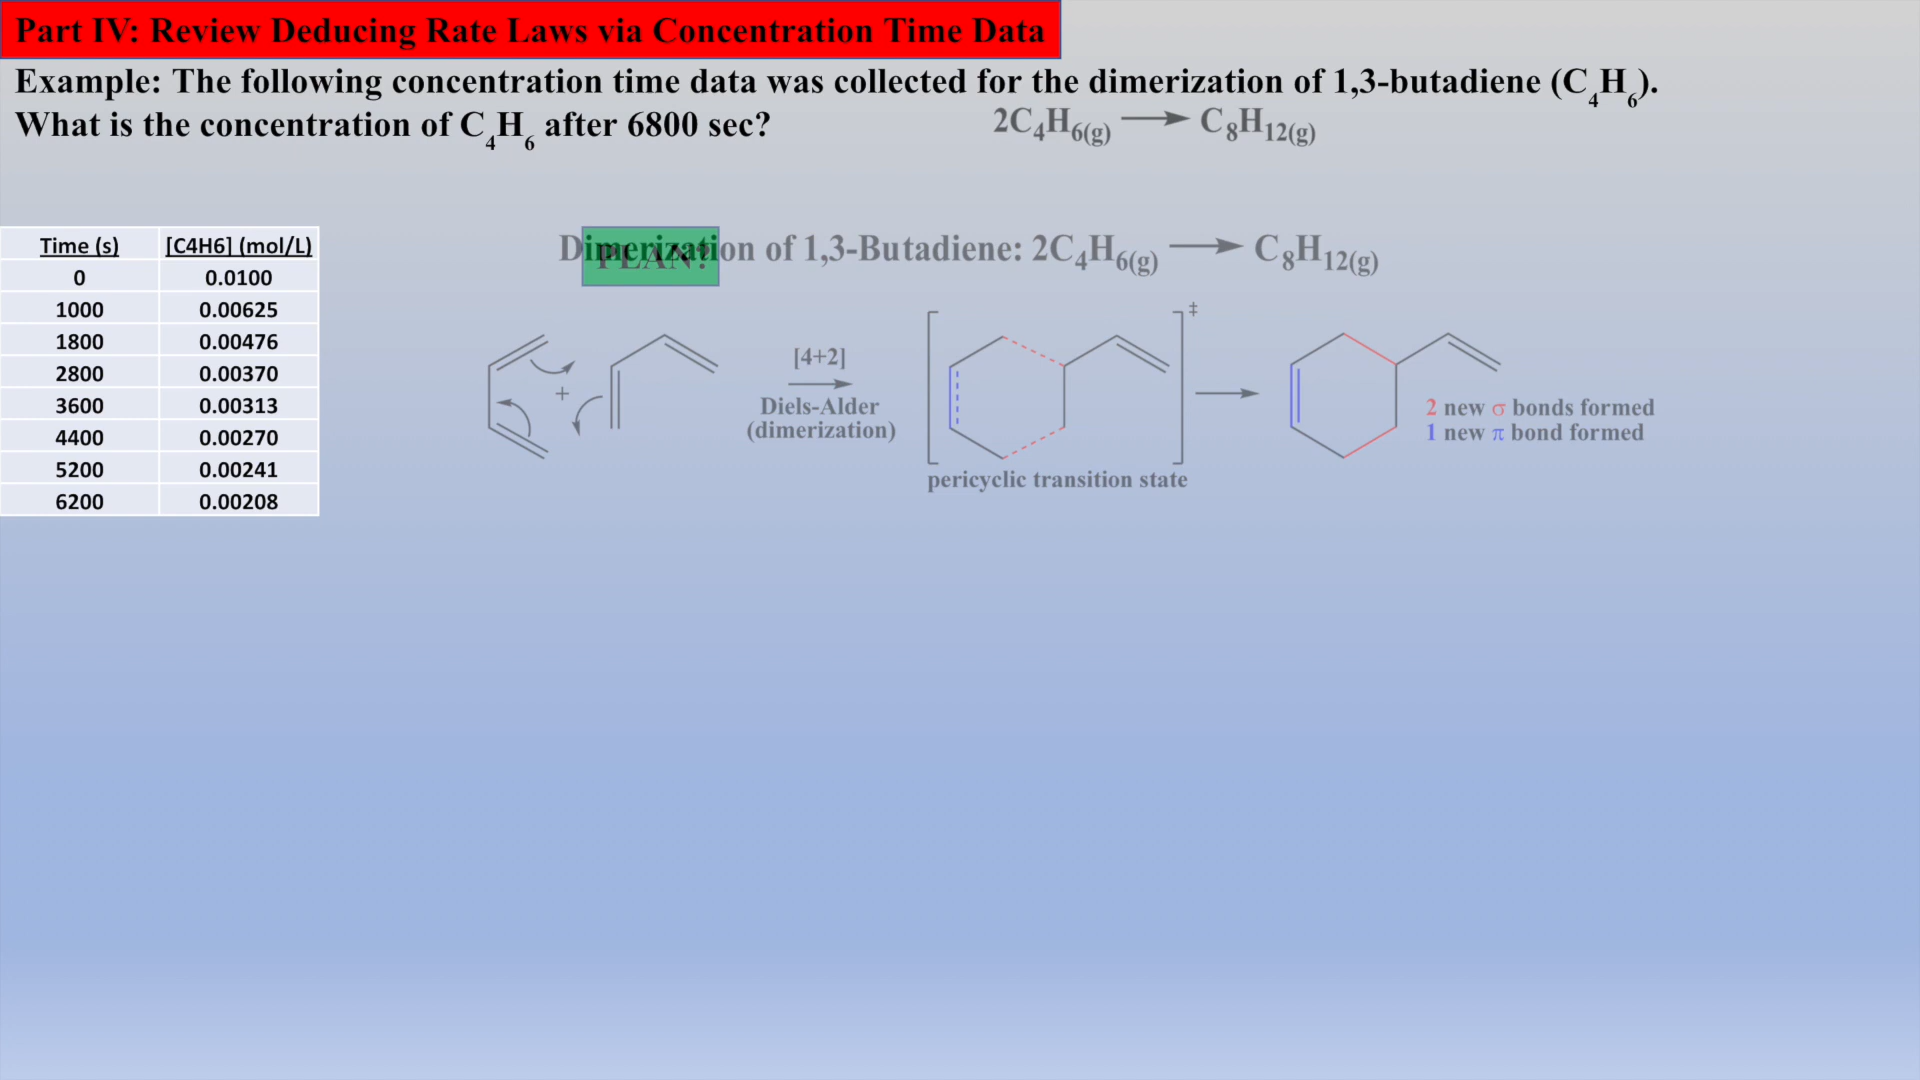 Part IV: Review Deducing Rate Laws via Concentration Time Data
Example: The following concentration time data was collected for the dimerization of 1,3-butadiene (C₄H₆).
What is the concentration of C₄H₆ after 6800 sec?
2C₄H₆(g) ⟶ C₈H₁₂(g)
Time (s) [C4H6] (mol/L)
0 0.0100
1000 0.00625
1800 0.00476
2800 0.00370
3600 0.00313
4400 0.00270
5200 0.00241
6200 0.00208
PLAN?
Dimerization of 1,3-Butadiene: 2C₄H₆(g) ⟶ C₈H₁₂(g)
+
[4+2]
Diels-Alder
(dimerization)
‡
pericyclic transition state
2 new σ bonds formed
1 new π bond formed